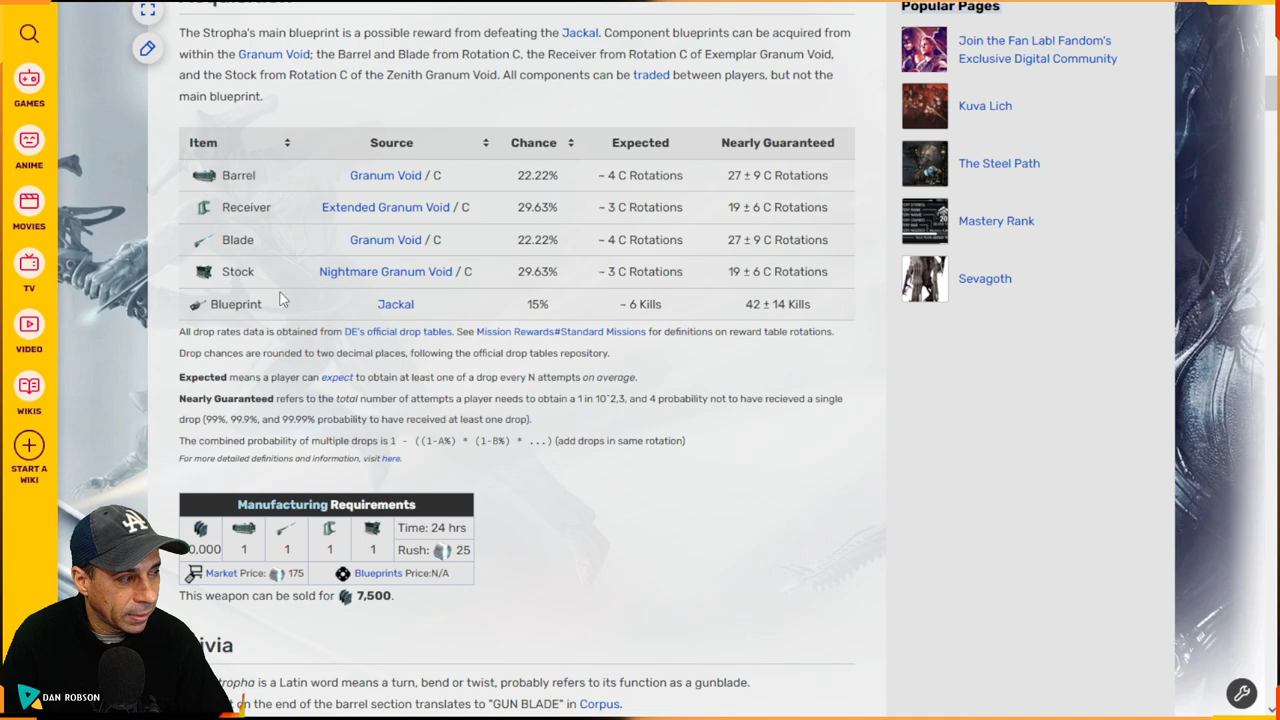 Popular Pages
The Stropha's main blueprint is a possible reward from defeating the Jackal. Component blueprints can be acquired from
within the Granum Void; the Barrel and Blade from Rotation C, the Receiver from Rotation C of Exemplar Granum Void,
and the Stock from Rotation C of the Zenith Granum Void. All components can be traded between players, but not the
main blueprint.
Item Source Chance Expected Nearly Guaranteed
Barrel Granum Void / C 22.22% ~ 4 C Rotations 27 ± 9 C Rotations
Receiver Extended Granum Void / C 29.63% ~ 3 C Rotations 19 ± 6 C Rotations
Blade Granum Void / C 22.22% ~ 4 C Rotations 27 ± 9 C Rotations
Stock Nightmare Granum Void / C 29.63% ~ 3 C Rotations 19 ± 6 C Rotations
Blueprint Jackal 15% ~ 6 Kills 42 ± 14 Kills
All drop rates data is obtained from DE's official drop tables. See Mission Rewards#Standard Missions for definitions on reward table rotations.
Drop chances are rounded to two decimal places, following the official drop tables repository.
Expected means a player can expect to obtain at least one of a drop every N attempts on average.
Nearly Guaranteed refers to the total number of attempts a player needs to obtain a 1 in 10^2,3, and 4 probability not to have recieved a single
drop (99%, 99.9%, and 99.99% probability to have received at least one drop).
The combined probability of multiple drops is 1 - ((1-A%) * (1-B%) * ...) (add drops in same rotation)
For more detailed definitions and information, visit here.
Manufacturing Requirements
0,000 1 1 1 1 Time: 24 hrs
Rush: 25
Market Price: 175 Blueprints Price:N/A
This weapon can be sold for 7,500.
ivia
tropha is a Latin word means a turn, bend or twist, probably refers to its function as a gunblade.
on the end of the barrel section translates to "GUN BLADE" in Corpus.
Join the Fan Lab! Fandom's
Exclusive Digital Community
Kuva Lich
The Steel Path
Mastery Rank
Sevagoth
GAMES
ANIME
MOVIES
TV
VIDEO
WIKIS
START A
WIKI
DAN ROBSON